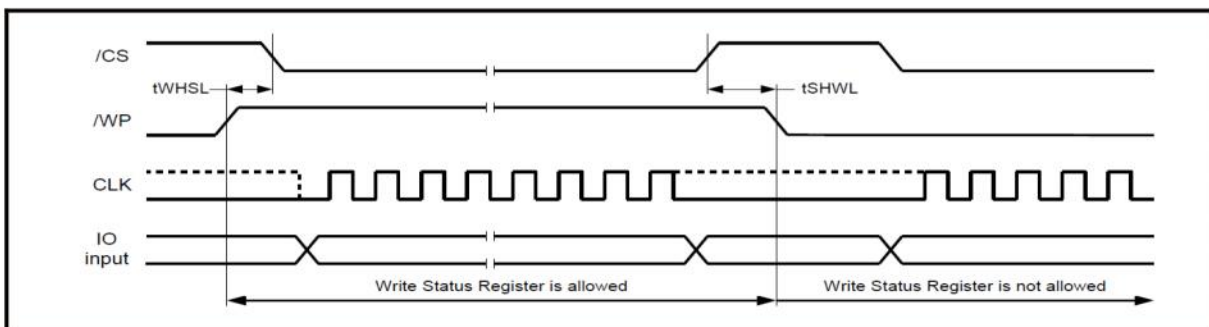 /CS
tWHSL
tSHWL
/WP
CLK
IO
input
Write Status Register is allowed
Write Status Register is not allowed